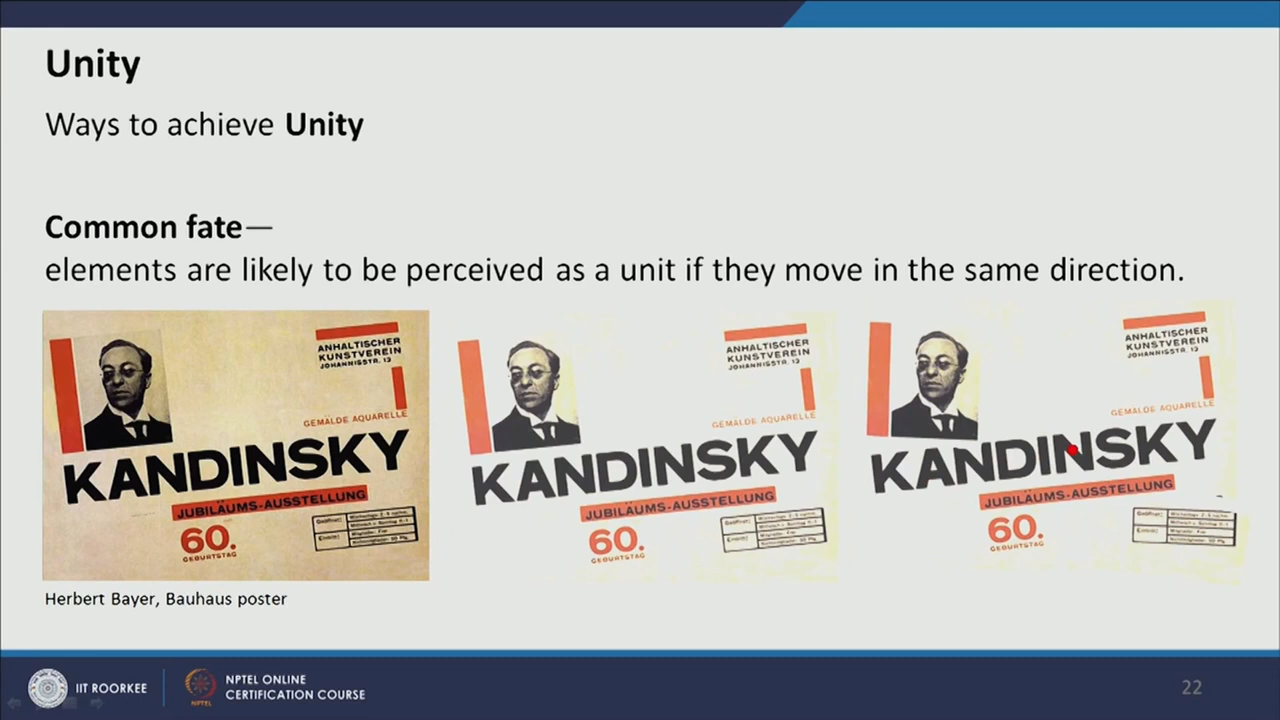 Unity
Ways to achieve Unity
Common fate—
elements are likely to be perceived as a unit if they move in the same direction.
ANHALTISCHER
KUNSTVEREIN
JOHANNISSTR. 13
GEMÄLDE AQUARELLE
KANDINSKY
JUBILÄUMS-AUSSTELLUNG
60.
GEBURTSTAG
ANHALTISCHER
KUNSTVEREIN
JOHANNISSTR. 13
GEMÄLDE AQUARELLE
KANDINSKY
JUBILÄUMS-AUSSTELLUNG
60.
GEBURTSTAG
ANHALTISCHER
KUNSTVEREIN
JOHANNISSTR. 13
GEMÄLDE AQUARELLE
KANDINSKY
JUBILÄUMS-AUSSTELLUNG
60.
GEBURTSTAG
Herbert Bayer, Bauhaus poster
IIT ROORKEE
NPTEL
NPTEL ONLINE
CERTIFICATION COURSE
22